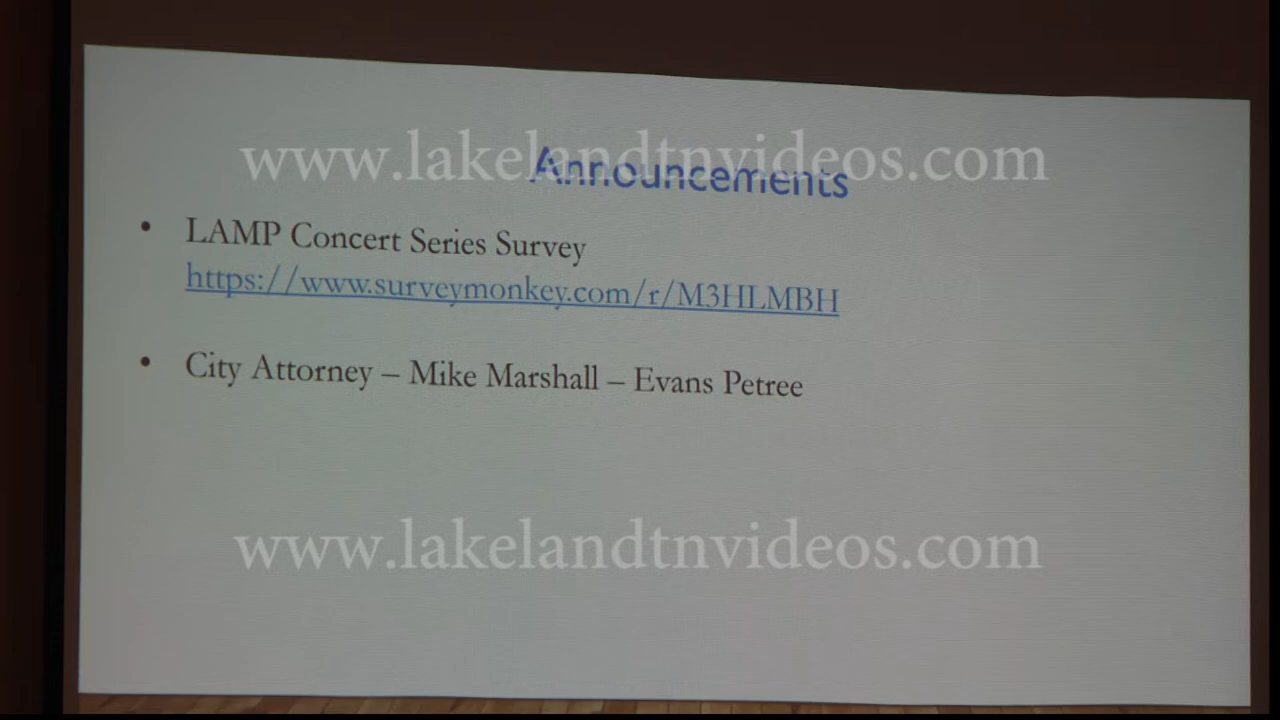 www.lakelandtnvideos.com
Announcements
• LAMP Concert Series Survey
https://www.surveymonkey.com/r/M3HLMBH
• City Attorney – Mike Marshall – Evans Petree
www.lakelandtnvideos.com